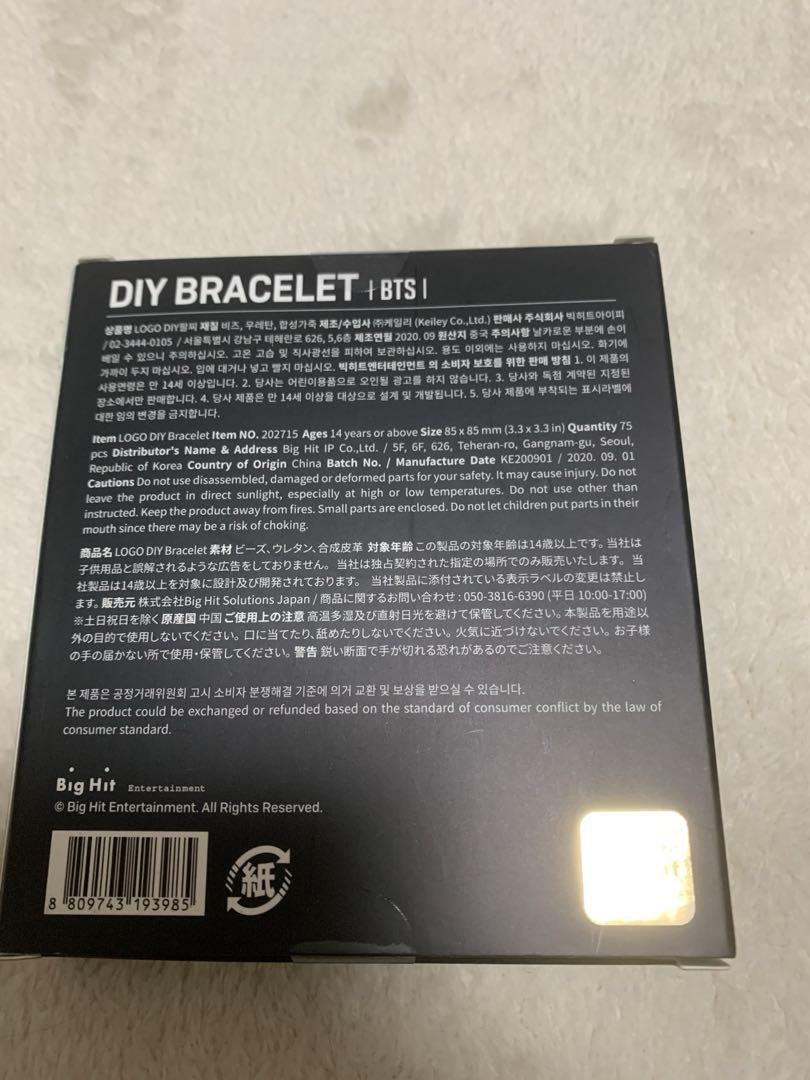 DIY BRACELET BTS
상품명 LOGO DIY팔찌 재질 비즈, 우레탄, 합성가죽 제조/수입사 ㈜케일리 (Keiley Co.,Ltd.) 판매사 주식회사 빅히트아이피
/ 02-3444-0105 / 서울특별시 강남구 테헤란로 626, 5,6층 제조연월 2020. 09 원산지 중국 주의사항 날카로운 부분에 손이
베일 수 있으니 주의하십시오. 고온 고습 및 직사광선을 피하여 보관하십시오. 용도 이외에는 사용하지 마십시오. 화기에
가까이 두지 마십시오. 입에 대거나 넣고 빨지 마십시오. 빅히트엔터테인먼트 의 소비자 보호를 위한 판매 방침 1. 이 제품의
사용연령은 만 14세 이상입니다. 2. 당사는 어린이용품으로 오인될 광고를 하지 않습니다. 3. 당사와 독점 계약된 지정된
장소에서만 판매합니다. 4. 당사 제품은 만 14세 이상을 대상으로 설계 및 개발됩니다. 5. 당사 제품에 부착되는 표시라벨에
대한 임의 변경을 금지합니다.
Item LOGO DIY Bracelet Item NO. 202715 Ages 14 years or above Size 85 x 85 mm (3.3 x 3.3 in) Quantity 75
pcs Distributor's Name & Address Big Hit IP Co.,Ltd. / 5F, 6F, 626, Teheran-ro, Gangnam-gu, Seoul,
Republic of Korea Country of Origin China Batch No. / Manufacture Date KE200901 / 2020. 09. 01
Cautions Do not use disassembled, damaged or deformed parts for your safety. It may cause injury. Do not
leave the product in direct sunlight, especially at high or low temperatures. Do not use other than
instructed. Keep the product away from fires. Small parts are enclosed. Do not let children put parts in their
mouth since there may be a risk of choking.
商品名 LOGO DIY Bracelet 素材 ビーズ、ウレタン、合成皮革 対象年齢 この製品の対象年齢は14歳以上です。当社は
子供用品と誤解されるような広告をしておりません。 当社は独占契約された指定の場所でのみ販売いたします。 当
社製品は14歳以上を対象に設計及び開発されております。 当社製品に添付されている表示ラベルの変更は禁止し
ます。販売元 株式会社Big Hit Solutions Japan / 商品に関するお問い合わせ : 050-3816-6390 (平日 10:00-17:00)
※土日祝日を除く 原産国 中国 ご使用上の注意 高温多湿及び直射日光を避けて保管してください。本製品を用途以
外の目的で使用しないでください。口に当てたり、舐めたりしないでください。火気に近づけないでください。お子様
の手の届かない所で使用・保管してください。警告 鋭い断面で手が切れる恐れがあるのでご注意ください。
본 제품은 공정거래위원회 고시 소비자 분쟁해결 기준에 의거 교환 및 보상을 받으실 수 있습니다.
The product could be exchanged or refunded based on the standard of consumer conflict by the law of
consumer standard.
Big Hit Entertainment
© Big Hit Entertainment. All Rights Reserved.
8 809743 193985
紙